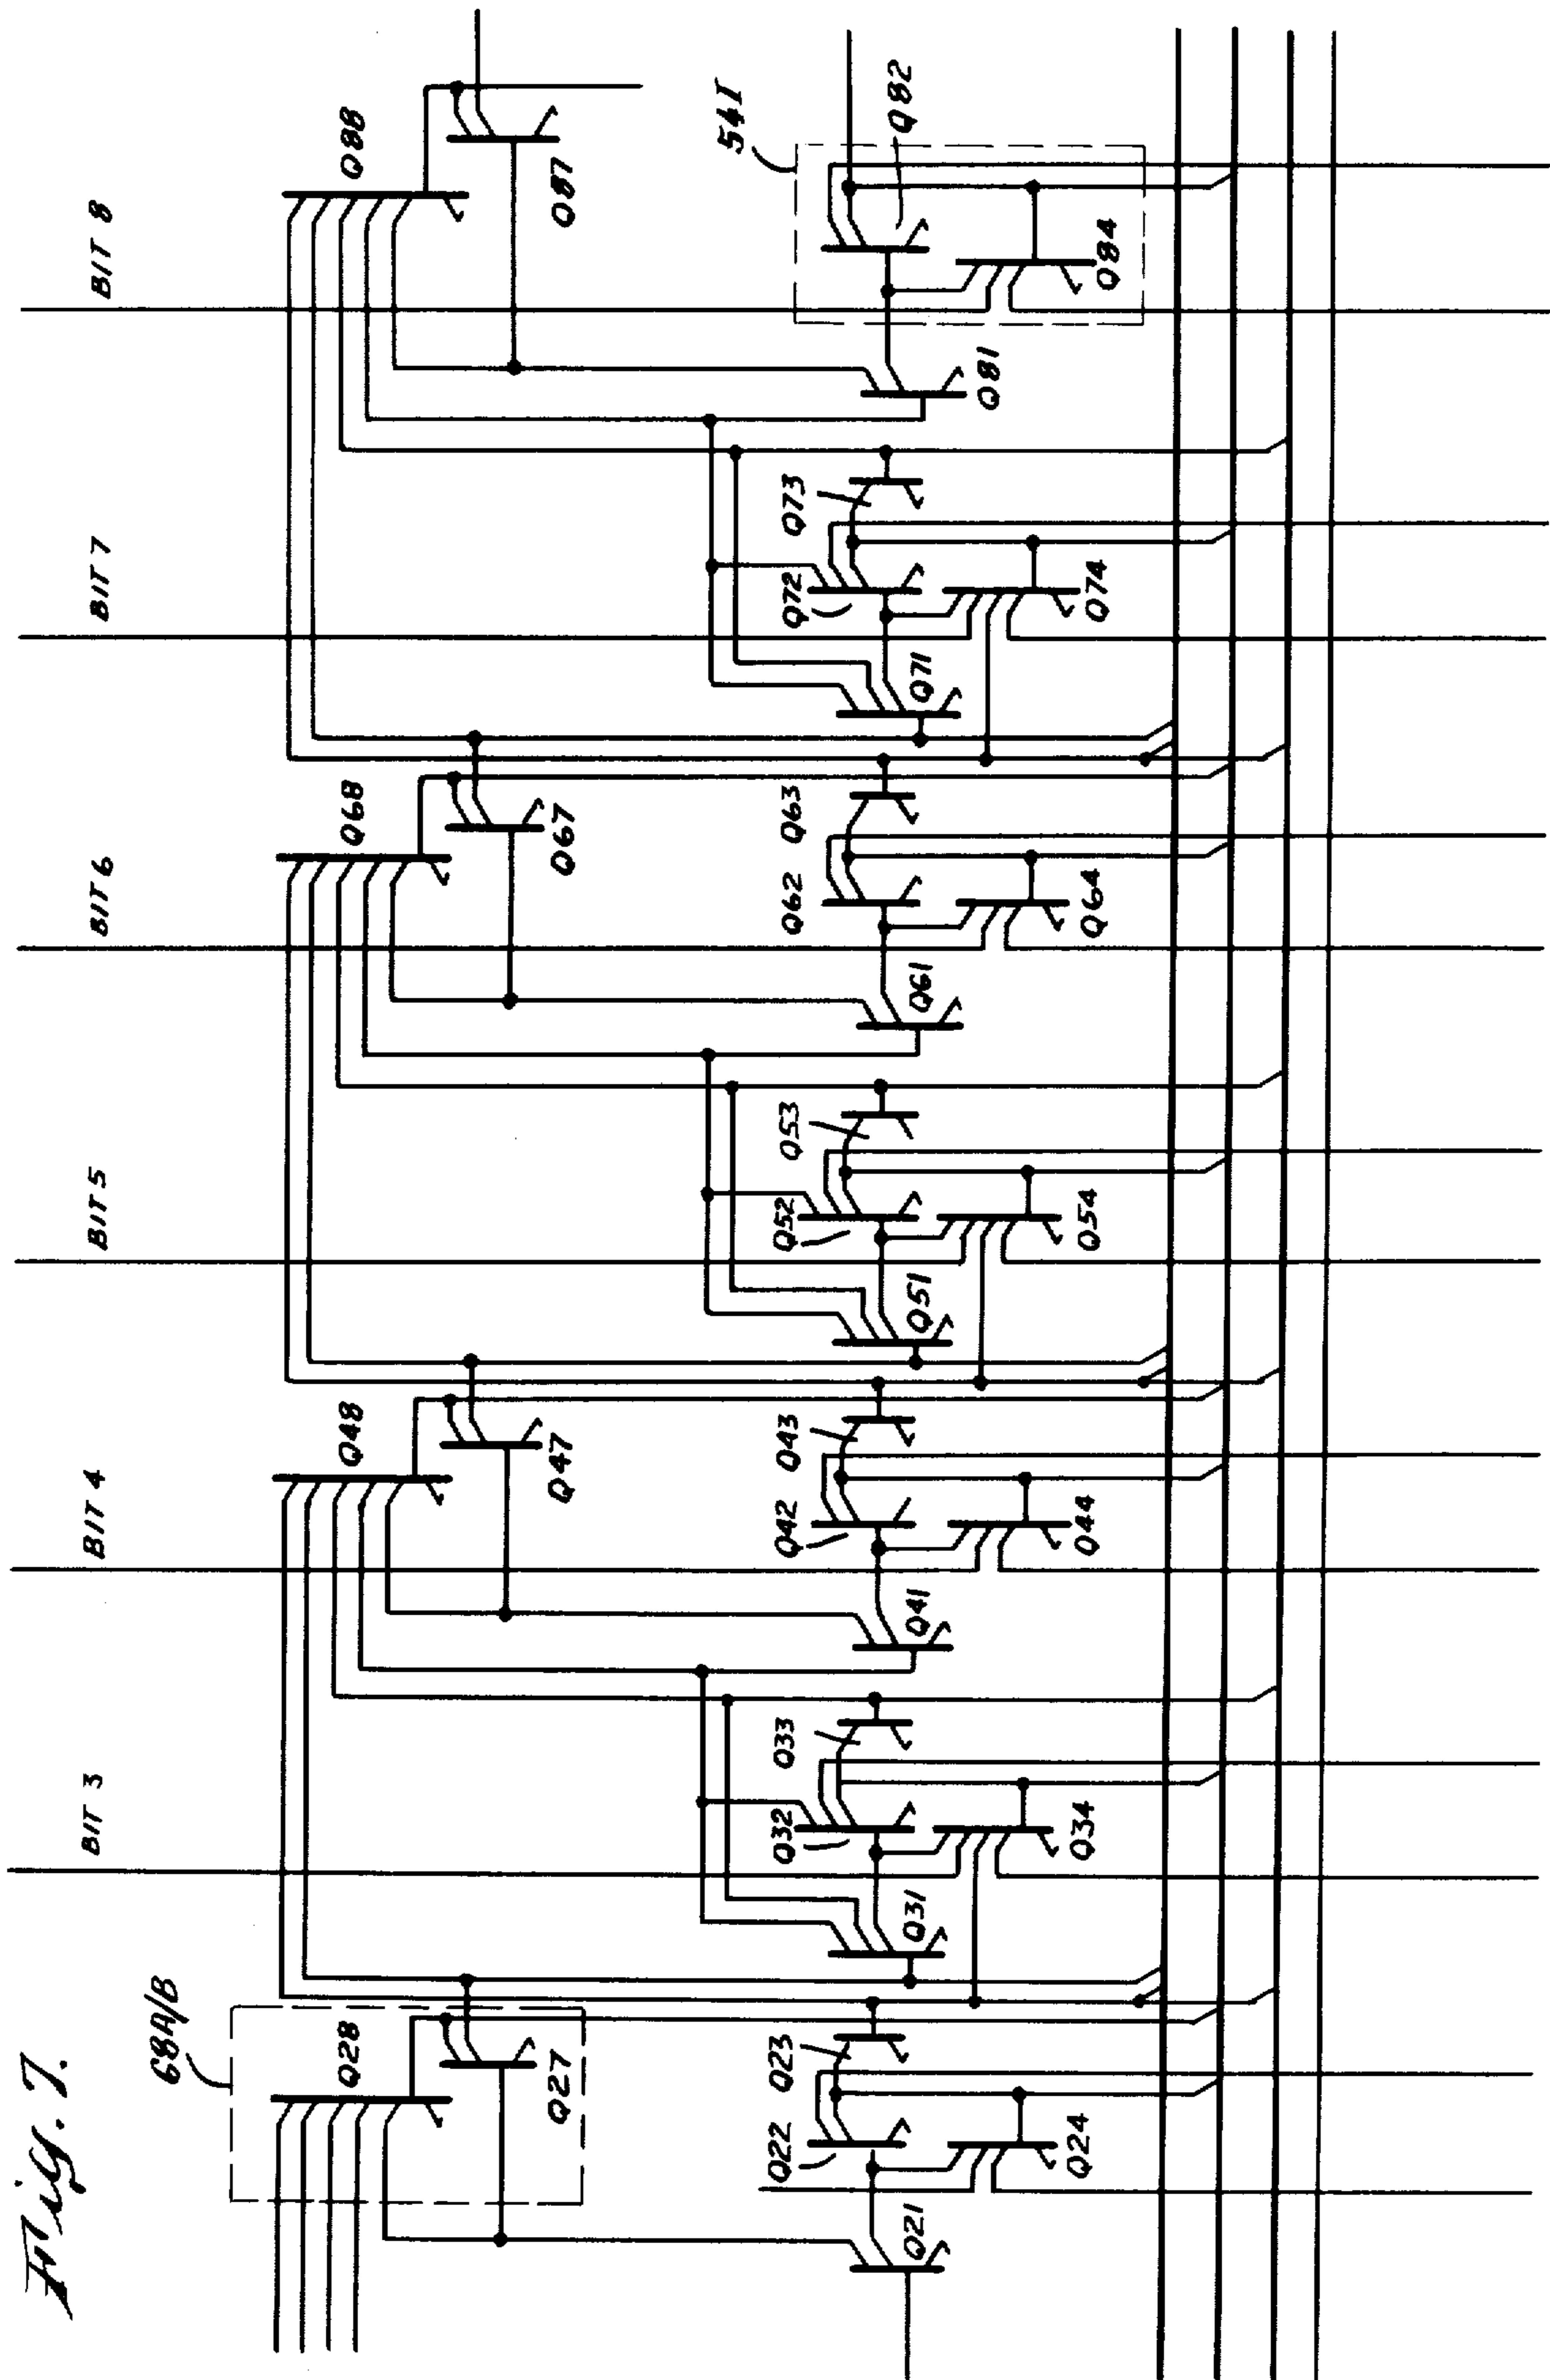 Fig. 7.
68A/B
BIT 3
BIT 4
BIT 5
BIT 6
BIT 7
BIT 8
Q28
Q48
Q68
Q88
Q27
Q47
Q67
Q87
54I
Q22
Q23
Q32
Q33
Q42
Q43
Q52
Q53
Q62
Q63
Q72
Q73
Q82
Q21
Q31
Q41
Q51
Q61
Q71
Q81
Q24
Q34
Q44
Q54
Q64
Q74
Q84